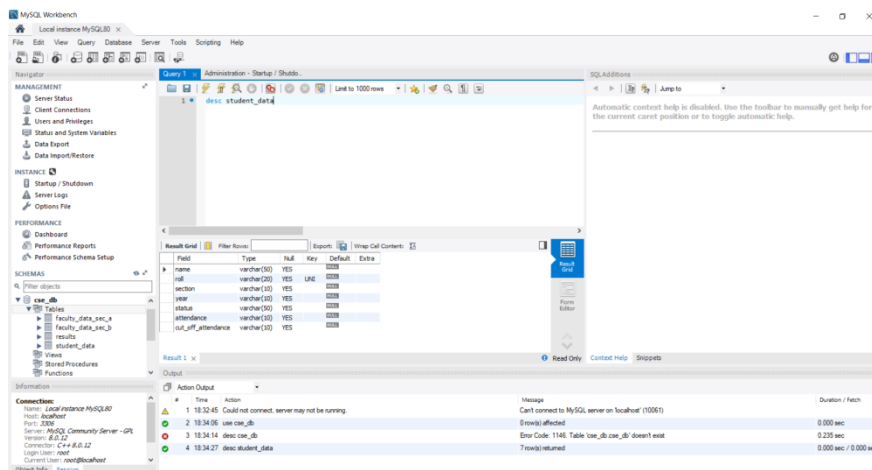 MySQL Workbench
Local instance MySQL80
File Edit View Query Database Server Tools Scripting Help
Navigator
MANAGEMENT
Server Status
Client Connections
Users and Privileges
Status and System Variables
Data Export
Data Import/Restore
INSTANCE
Startup / Shutdown
Server Logs
Options File
PERFORMANCE
Dashboard
Performance Reports
Performance Schema Setup
SCHEMAS
Filter objects
cse_db
Tables
faculty_data_sec_a
faculty_data_sec_b
results
student_data
Views
Stored Procedures
Functions
Information
Connection:
Name: Local instance MySQL80
Host: localhost
Port: 3306
Server: MySQL Community Server - GPL
Version: 8.0.12
Connector: C++ 8.0.12
Login User: root
Current User: root@localhost
Object Info Session
Query 1 Administration - Startup / Shutdo..
Limit to 1000 rows
1 desc student_data
Result Grid Filter Rows: Export: Wrap Cell Content:
Field Type Null Key Default Extra
name varchar(50) YES NULL
roll varchar(20) YES UNI NULL
section varchar(10) YES NULL
year varchar(10) YES NULL
status varchar(50) YES NULL
attendance varchar(10) YES NULL
cut_off_attendance varchar(10) YES NULL
Result Grid
Form Editor
Result 1 Read Only
SQLAdditions
Jump to
Automatic context help is disabled. Use the toolbar to manually get help for
the current caret position or to toggle automatic help.
Context Help Snippets
Output
Action Output
# Time Action Message Duration / Fetch
1 18:32:45 Could not connect, server may not be running. Can't connect to MySQL server on 'localhost' (10061)
2 18:34:06 use cse_db 0 row(s) affected 0.000 sec
3 18:34:14 desc cse_db Error Code: 1146. Table 'cse_db.cse_db' doesn't exist 0.235 sec
4 18:34:27 desc student_data 7 row(s) returned 0.000 sec / 0.000 s